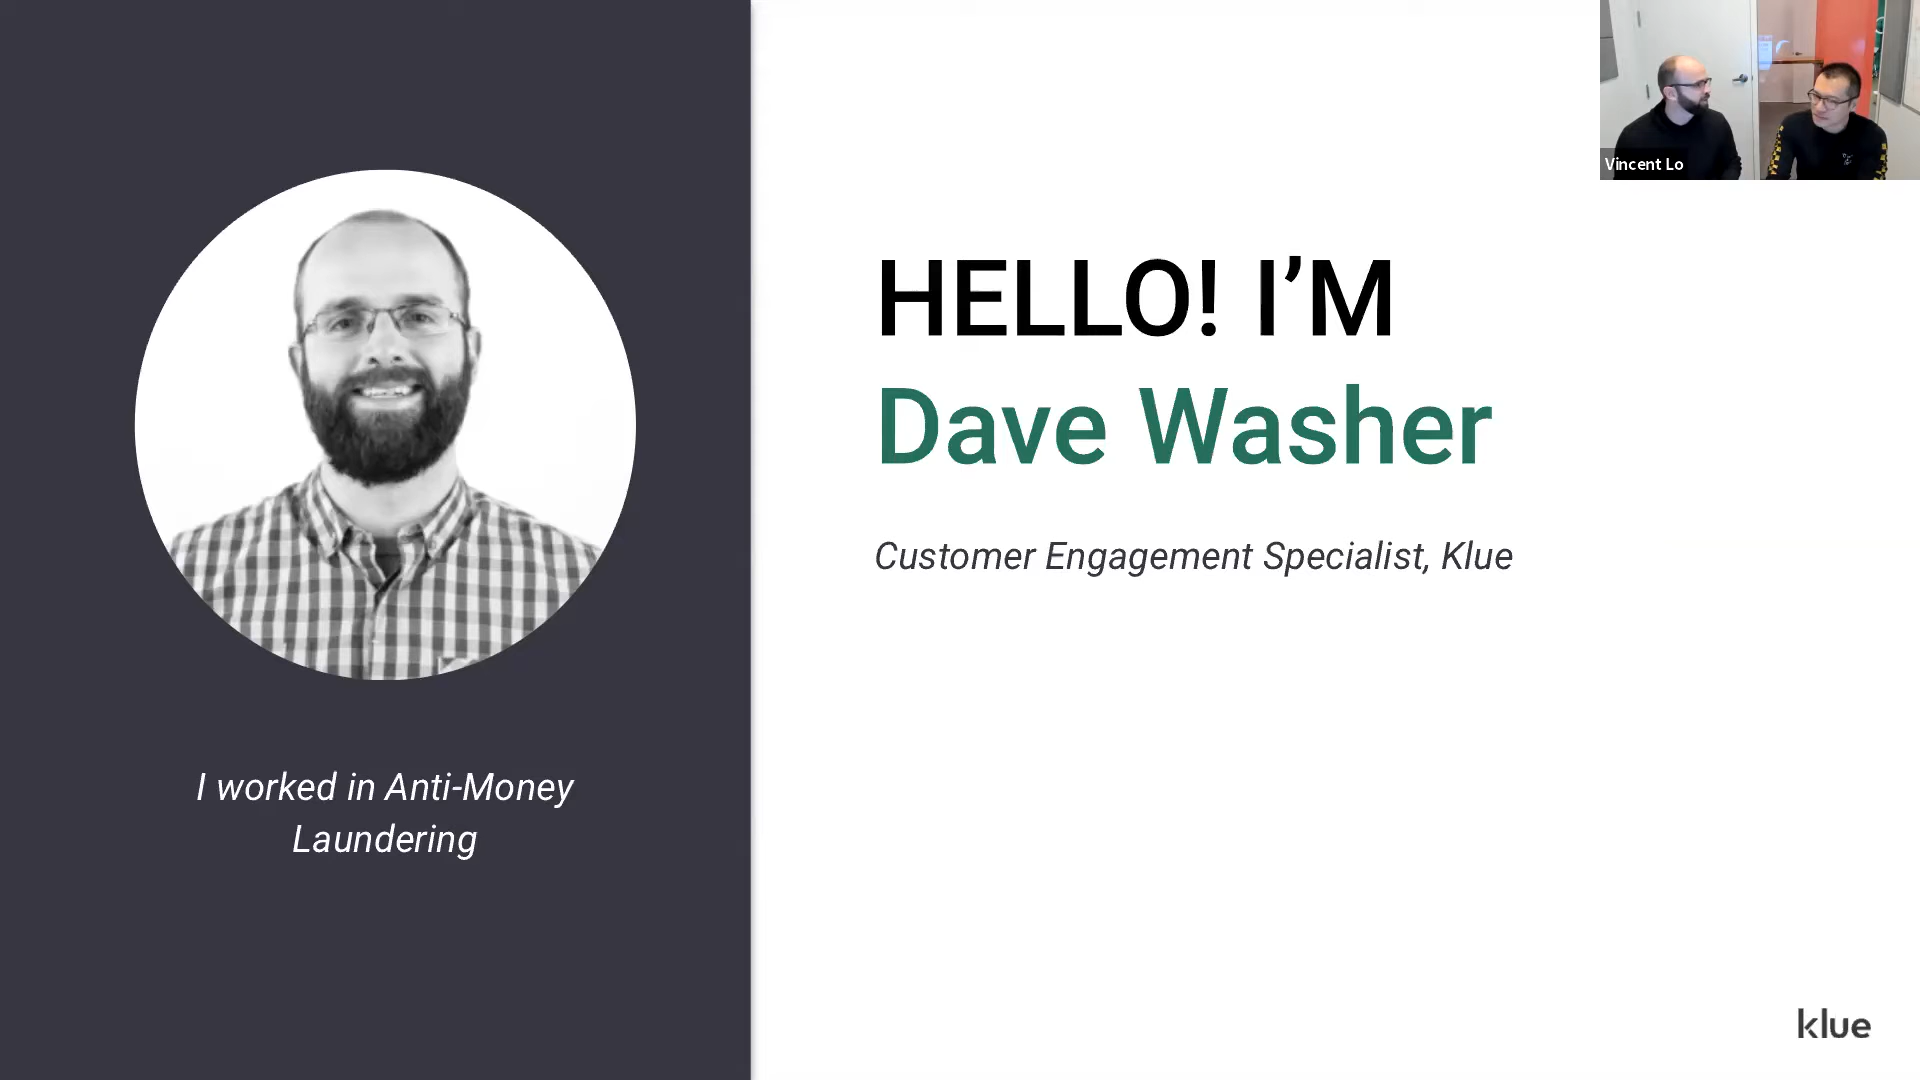 Vincent Lo
HELLO! I’M
Dave Washer
Customer Engagement Specialist, Klue
I worked in Anti-Money
Laundering
klue